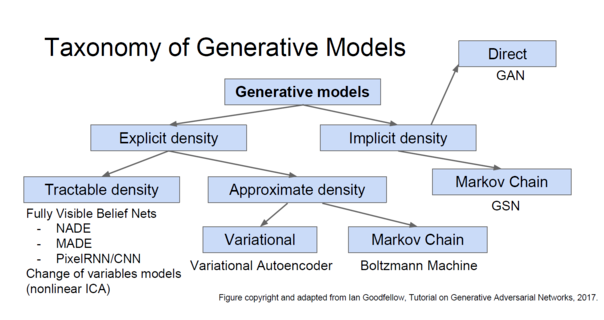 Taxonomy of Generative Models
Direct
GAN
Generative models
Explicit density
Implicit density
Tractable density
Approximate density
Markov Chain
GSN
Fully Visible Belief Nets
- NADE
- MADE
- PixelRNN/CNN
Change of variables models
(nonlinear ICA)
Variational
Markov Chain
Variational Autoencoder
Boltzmann Machine
Figure copyright and adapted from Ian Goodfellow, Tutorial on Generative Adversarial Networks, 2017.